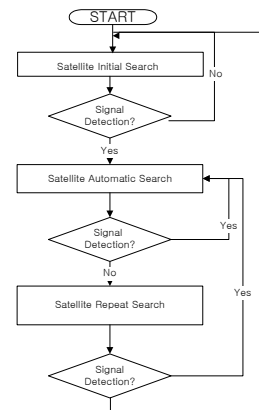 START
Satellite Initial Search
No
Signal
Detection?
Yes
Satellite Automatic Search
Signal
Detection?
Yes
No
Satellite Repeat Search
Yes
Signal
Detection?